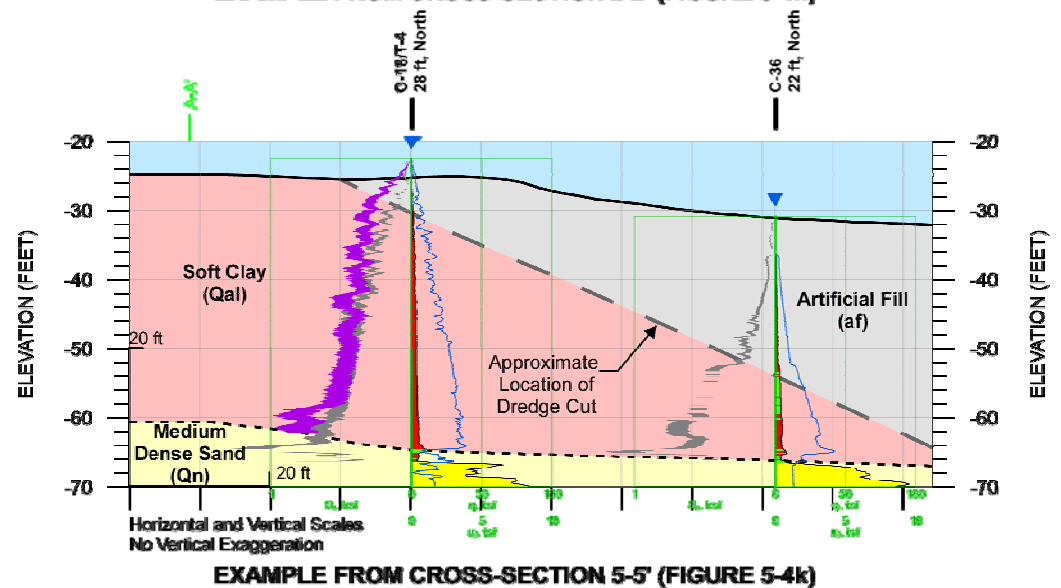 A-A'
28 ft, North
C-36
22 ft, North
-20
-20
-30
-30
-40
-40
-50
-50
-60
-60
-70
-70
ELEVATION (FEET)
ELEVATION (FEET)
Soft Clay
(Qal)
Artificial Fill
(af)
20 ft
Approximate
Location of
Dredge Cut
Medium
Dense Sand
(Qn)
20 ft
0
50
100
1
0
50
100
0
5
10
0
5
10
Horizontal and Vertical Scales
No Vertical Exaggeration
EXAMPLE FROM CROSS-SECTION 5-5' (FIGURE 5-4k)